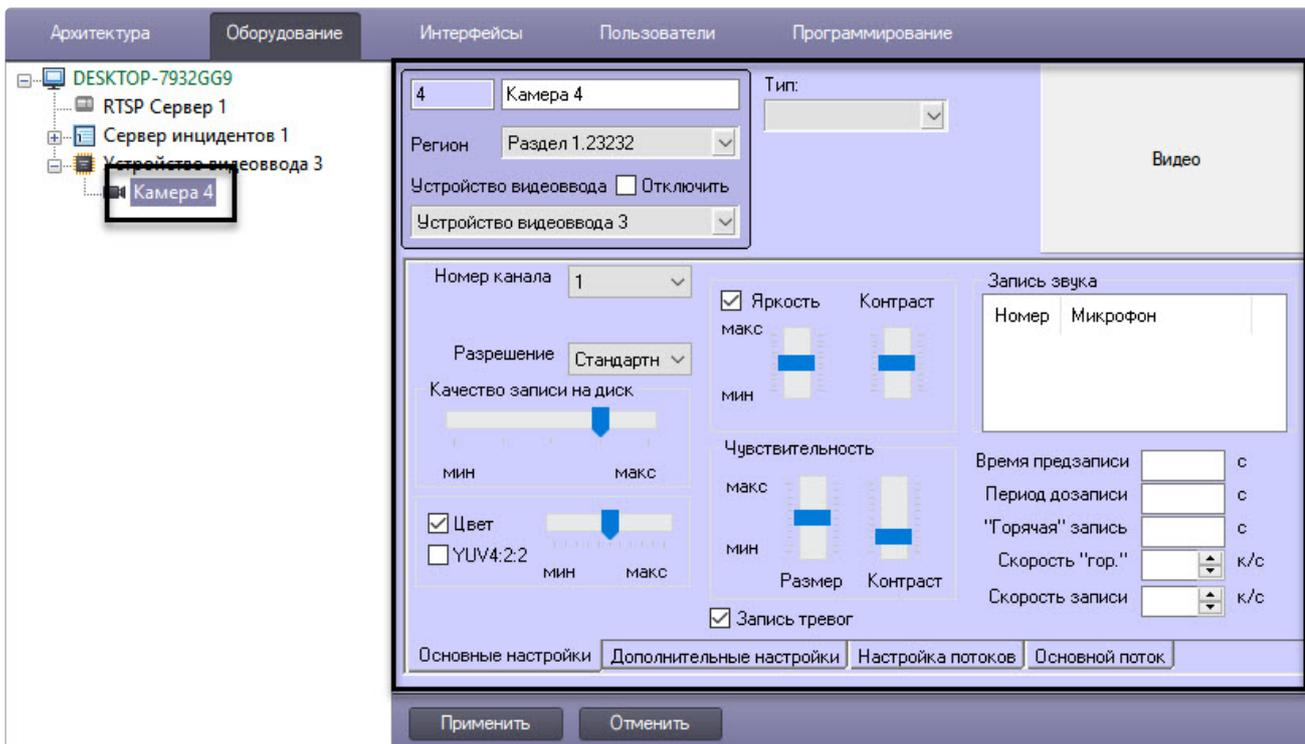 Архитектура Оборудование Интерфейсы Пользователи Программирование
DESKTOP-7932GG9
RTSP Сервер 1
Сервер инцидентов 1
Устройство видеоввода 3
Камера 4
4 Камера 4
Регион Раздел 1.23232
Устройство видеоввода Отключить
Устройство видеоввода 3
Тип:
Видео
Номер канала 1
Разрешение Стандартн
Качество записи на диск
мин макс
Цвет
YUV4:2:2
мин макс
Яркость Контраст
макс
мин
Чувствительность
макс
мин
Размер Контраст
Запись тревог
Запись звука
Номер Микрофон
Время предзаписи с
Период дозаписи с
"Горячая" запись с
Скорость "гор." к/с
Скорость записи к/с
Основные настройки Дополнительные настройки Настройка потоков Основной поток
Применить Отменить